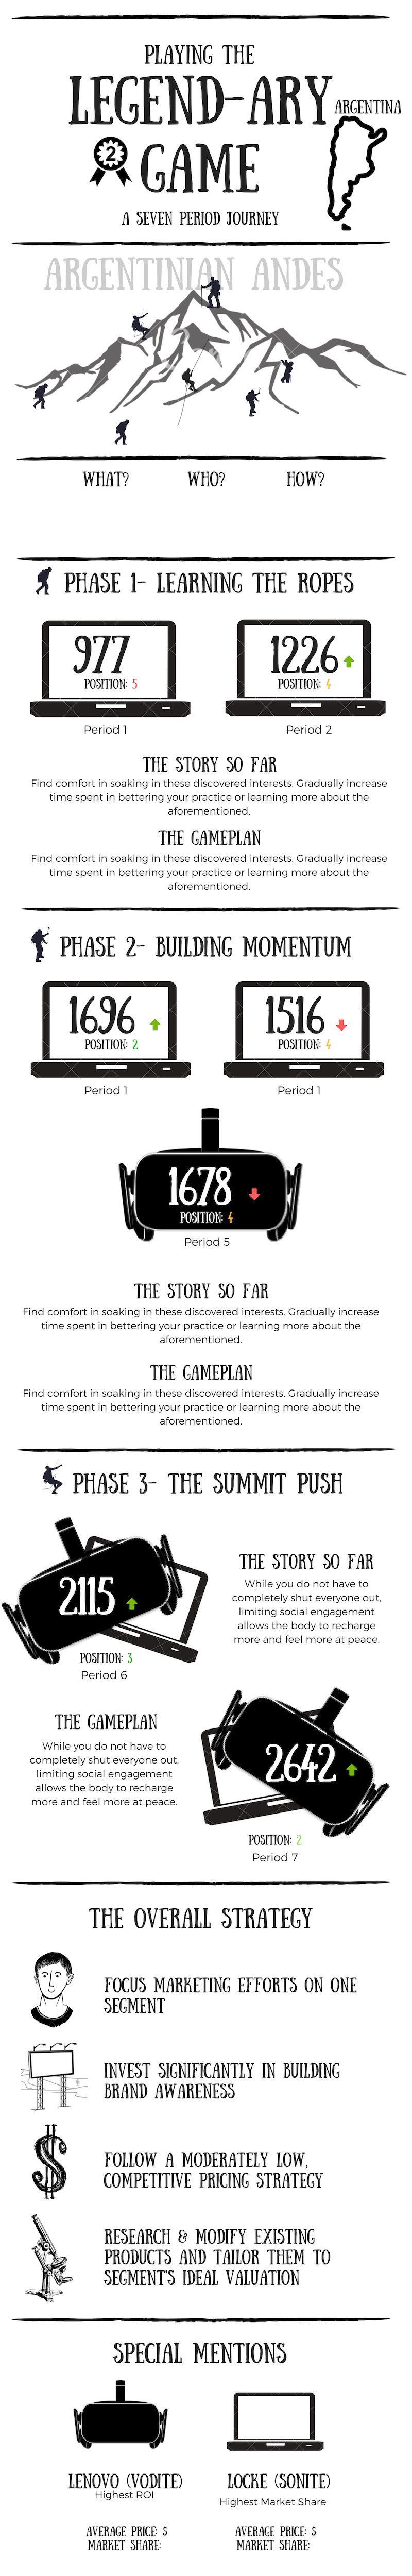 PLAYING THE
LEGEND-ARY
ARGENTINA
2
GAME
A SEVEN PERIOD JOURNEY
ARGENTINIAN ANDES
WHAT?
WHO?
HOW?
PHASE 1- LEARNING THE ROPES
977
POSITION: 5
Period 1
1226
POSITION: 4
Period 2
THE STORY SO FAR
Find comfort in soaking in these discovered interests. Gradually increase
time spent in bettering your practice or learning more about the
aforementioned.
THE GAMEPLAN
Find comfort in soaking in these discovered interests. Gradually increase
time spent in bettering your practice or learning more about the
aforementioned.
PHASE 2- BUILDING MOMENTUM
1696
POSITION: 2
Period 1
1516
POSITION: 4
Period 1
1678
POSITION: 4
Period 5
THE STORY SO FAR
Find comfort in soaking in these discovered interests. Gradually increase
time spent in bettering your practice or learning more about the
aforementioned.
THE GAMEPLAN
Find comfort in soaking in these discovered interests. Gradually increase
time spent in bettering your practice or learning more about the
aforementioned.
PHASE 3- THE SUMMIT PUSH
2115
POSITION: 3
Period 6
THE STORY SO FAR
While you do not have to
completely shut everyone out,
limiting social engagement
allows the body to recharge
more and feel more at peace.
THE GAMEPLAN
While you do not have to
completely shut everyone out,
limiting social engagement
allows the body to recharge
more and feel more at peace.
2642
POSITION: 2
Period 7
THE OVERALL STRATEGY
FOCUS MARKETING EFFORTS ON ONE
SEGMENT
INVEST SIGNIFICANTLY IN BUILDING
BRAND AWARENESS
FOLLOW A MODERATELY LOW,
COMPETITIVE PRICING STRATEGY
RESEARCH & MODIFY EXISTING
PRODUCTS AND TAILOR THEM TO
SEGMENT'S IDEAL VALUATION
SPECIAL MENTIONS
LENOVO (VODITE)
Highest ROI
AVERAGE PRICE: $
MARKET SHARE:
LOCKE (SONITE)
Highest Market Share
AVERAGE PRICE: $
MARKET SHARE: